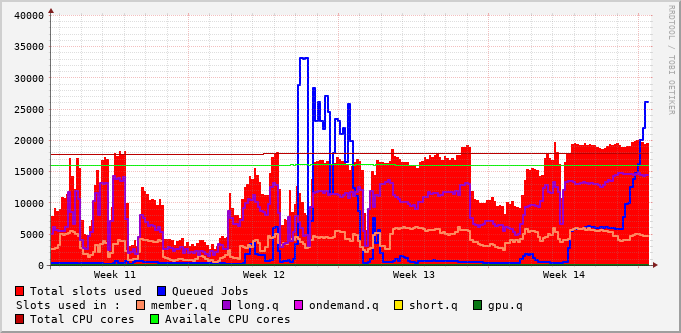 40000
35000
30000
25000
20000
15000
10000
5000
0
Week 11 Week 12 Week 13 Week 14
Total slots used Queued Jobs
Slots used in : member.q long.q ondemand.q short.q gpu.q
Total CPU cores Availale CPU cores
RRDTOOL / TOBI OETIKER